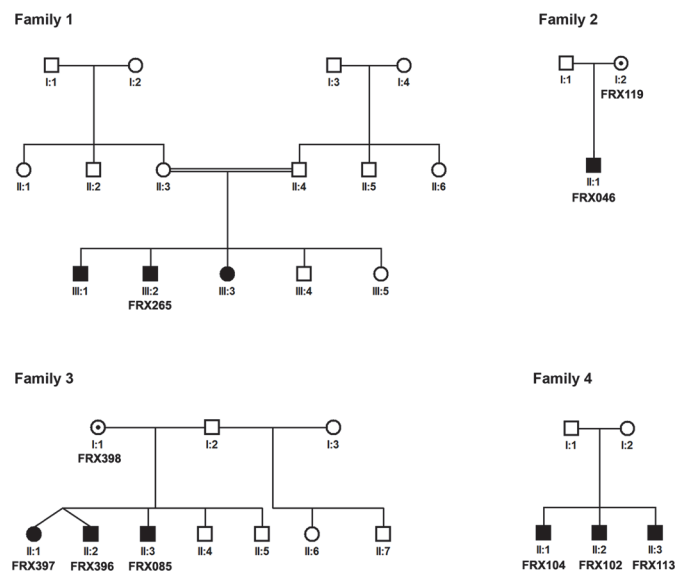 Family 1
Family 2
I:1
I:2
I:3
I:4
I:1
I:2
FRX119
II:1
II:2
II:3
II:4
II:5
II:6
II:1
FRX046
III:1
III:2
III:3
III:4
III:5
FRX265
Family 3
Family 4
I:1
I:2
I:3
FRX398
I:1
I:2
II:1
II:2
II:3
II:4
II:5
II:6
II:7
FRX397
FRX396
FRX085
II:1
II:2
II:3
FRX104
FRX102
FRX113